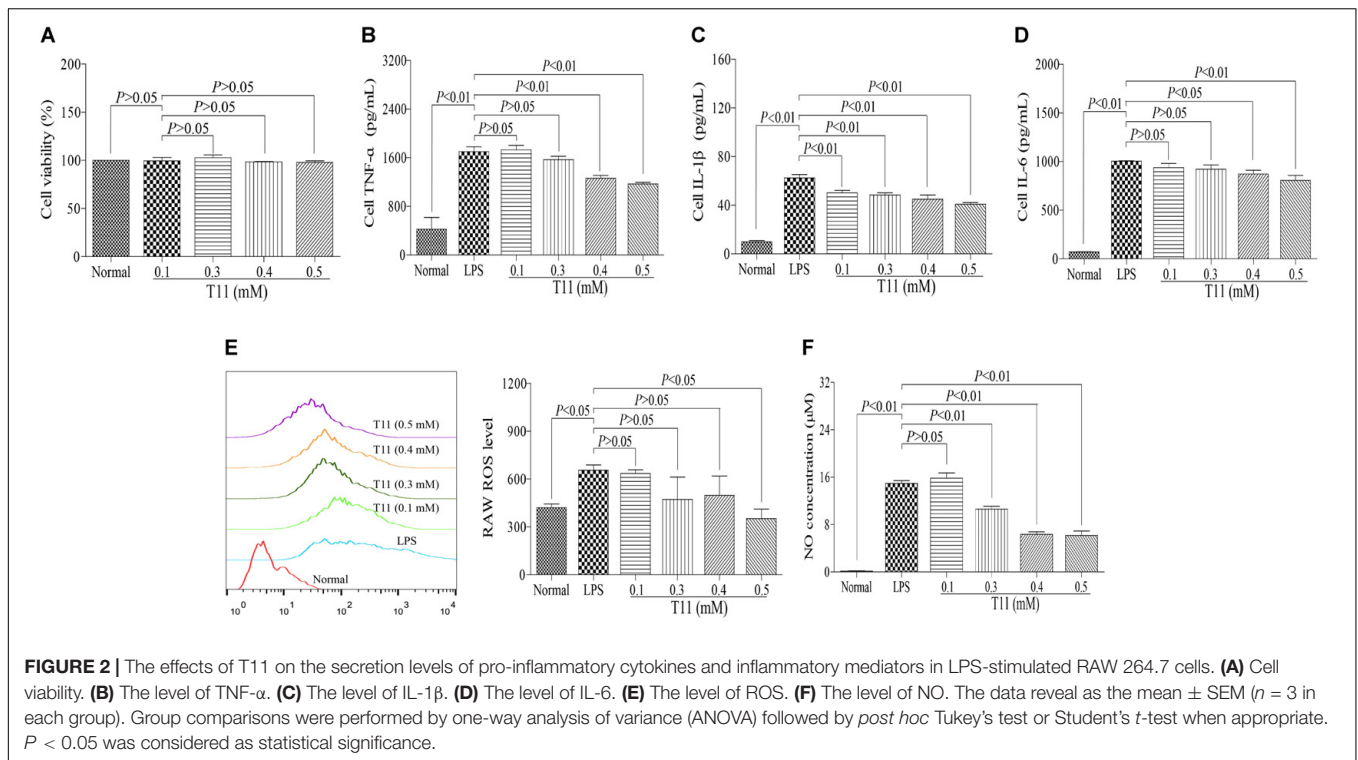 A
Cell viability (%)
200
150
100
50
0
P>0.05
P>0.05
P>0.05
P>0.05
Normal 0.1 0.3 0.4 0.5
T11 (mM)
B
Cell TNF-α (pg/mL)
3200
2400
1600
800
0
P<0.01
P<0.01
P<0.01
P>0.05
P>0.05
Normal LPS 0.1 0.3 0.4 0.5
T11 (mM)
C
Cell IL-1β (pg/mL)
160
120
80
40
0
P<0.01
P<0.01
P<0.01
P<0.01
P<0.01
Normal LPS 0.1 0.3 0.4 0.5
T11 (mM)
D
Cell IL-6 (pg/mL)
2000
1500
1000
500
0
P<0.01
P<0.05
P<0.01
P>0.05
P>0.05
Normal LPS 0.1 0.3 0.4 0.5
T11 (mM)
E
T11 (0.5 mM)
T11 (0.4 mM)
T11 (0.3 mM)
T11 (0.1 mM)
LPS
Normal
10^0 10^1 10^2 10^3 10^4
RAW ROS level
1200
900
600
300
0
P<0.05
P>0.05
P<0.05
P>0.05
P>0.05
Normal LPS 0.1 0.3 0.4 0.5
T11 (mM)
F
NO concentration (μM)
32
24
16
8
0
P<0.01
P<0.01
P<0.01
P<0.01
P>0.05
Normal LPS 0.1 0.3 0.4 0.5
T11 (mM)
FIGURE 2 | The effects of T11 on the secretion levels of pro-inflammatory cytokines and inflammatory mediators in LPS-stimulated RAW 264.7 cells. (A) Cell
viability. (B) The level of TNF-α. (C) The level of IL-1β. (D) The level of IL-6. (E) The level of ROS. (F) The level of NO. The data reveal as the mean ± SEM (n = 3 in
each group). Group comparisons were performed by one-way analysis of variance (ANOVA) followed by post hoc Tukey's test or Student's t-test when appropriate.
P < 0.05 was considered as statistical significance.